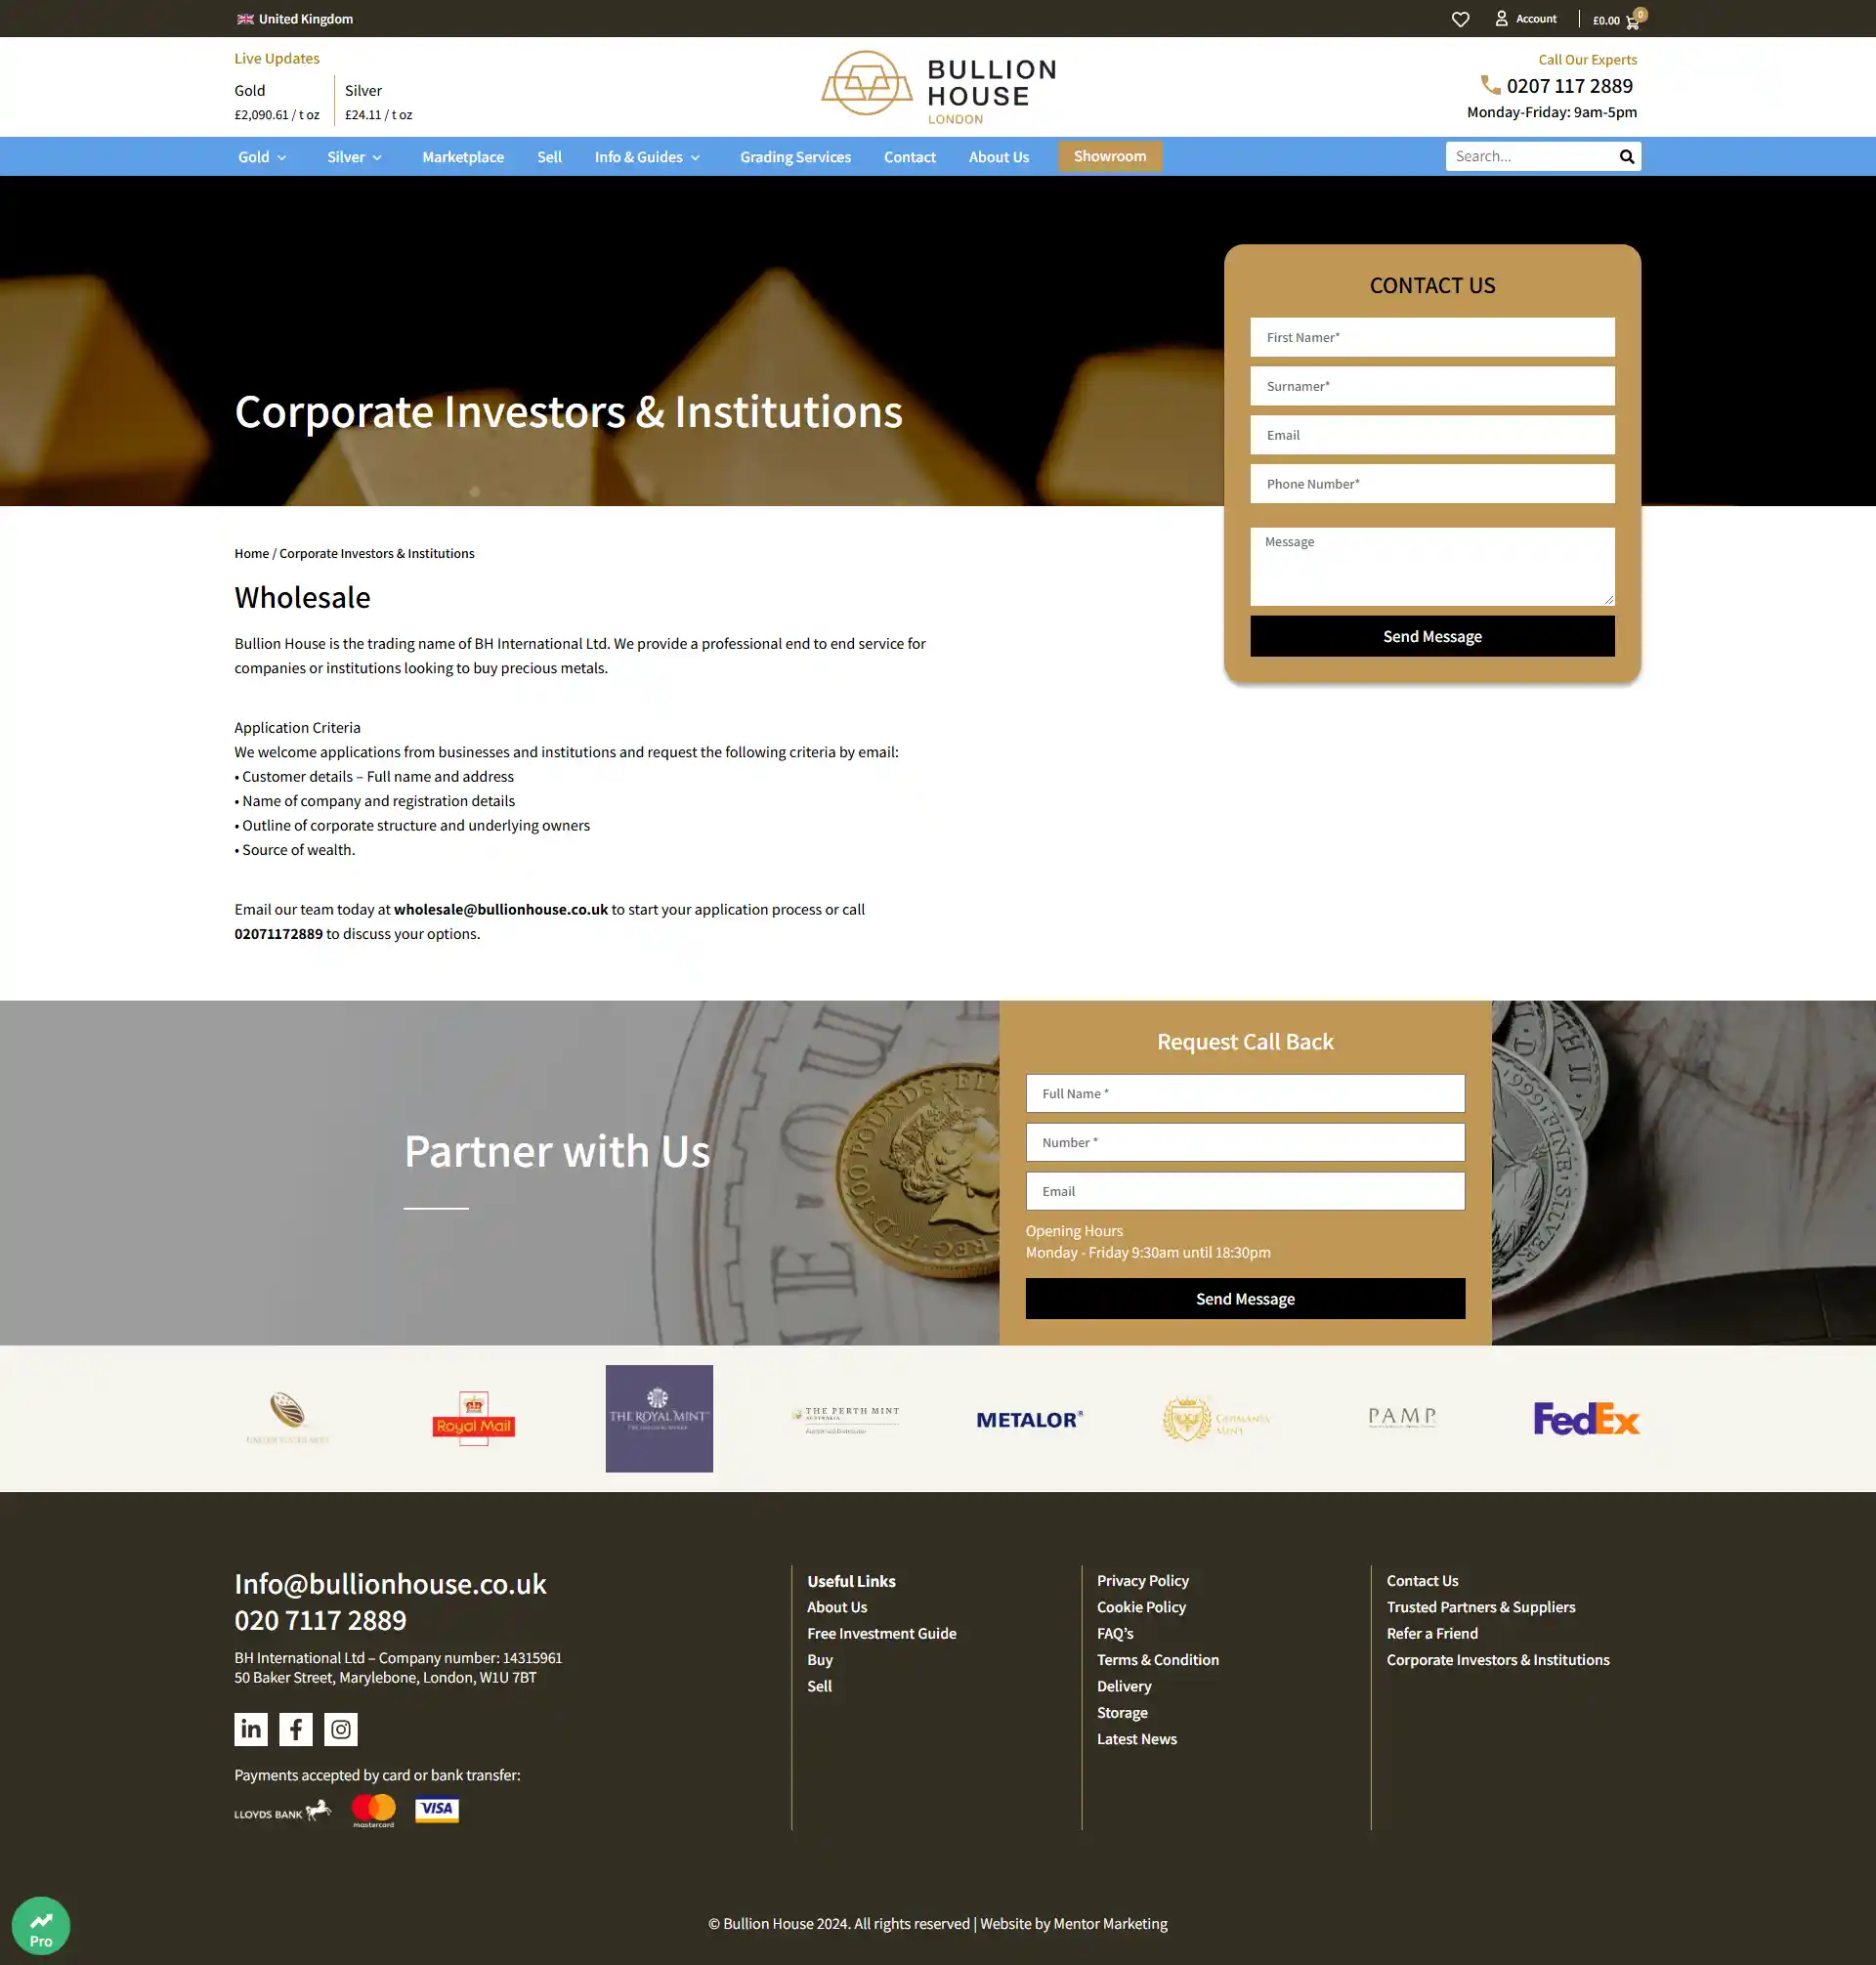 United Kingdom
Account
£0.00
0
Live Updates
Gold
£2,090.61 / t oz
Silver
£24.11 / t oz
BULLION
HOUSE
LONDON
Call Our Experts
0207 117 2889
Monday-Friday: 9am-5pm
Gold
Silver
Marketplace
Sell
Info & Guides
Grading Services
Contact
About Us
Showroom
Search...
Corporate Investors & Institutions
CONTACT US
First Namer*
Surnamer*
Email
Phone Number*
Message
Send Message
Home / Corporate Investors & Institutions
Wholesale
Bullion House is the trading name of BH International Ltd. We provide a professional end to end service for
companies or institutions looking to buy precious metals.
Application Criteria
We welcome applications from businesses and institutions and request the following criteria by email:
• Customer details – Full name and address
• Name of company and registration details
• Outline of corporate structure and underlying owners
• Source of wealth.
Email our team today at wholesale@bullionhouse.co.uk to start your application process or call
02071172889 to discuss your options.
Partner with Us
Request Call Back
Full Name *
Number *
Email
Opening Hours
Monday - Friday 9:30am until 18:30pm
Send Message
UNITED STATES MINT
Royal Mail
THE ROYAL MINT
THE PERTH MINT
AUSTRALIA
METALOR®
GERMANIA
MINT
PAMP
FedEx
Info@bullionhouse.co.uk
020 7117 2889
BH International Ltd – Company number: 14315961
50 Baker Street, Marylebone, London, W1U 7BT
Payments accepted by card or bank transfer:
LLOYDS BANK
mastercard
VISA
Useful Links
About Us
Free Investment Guide
Buy
Sell
Privacy Policy
Cookie Policy
FAQ’s
Terms & Condition
Delivery
Storage
Latest News
Contact Us
Trusted Partners & Suppliers
Refer a Friend
Corporate Investors & Institutions
Pro
© Bullion House 2024. All rights reserved | Website by Mentor Marketing